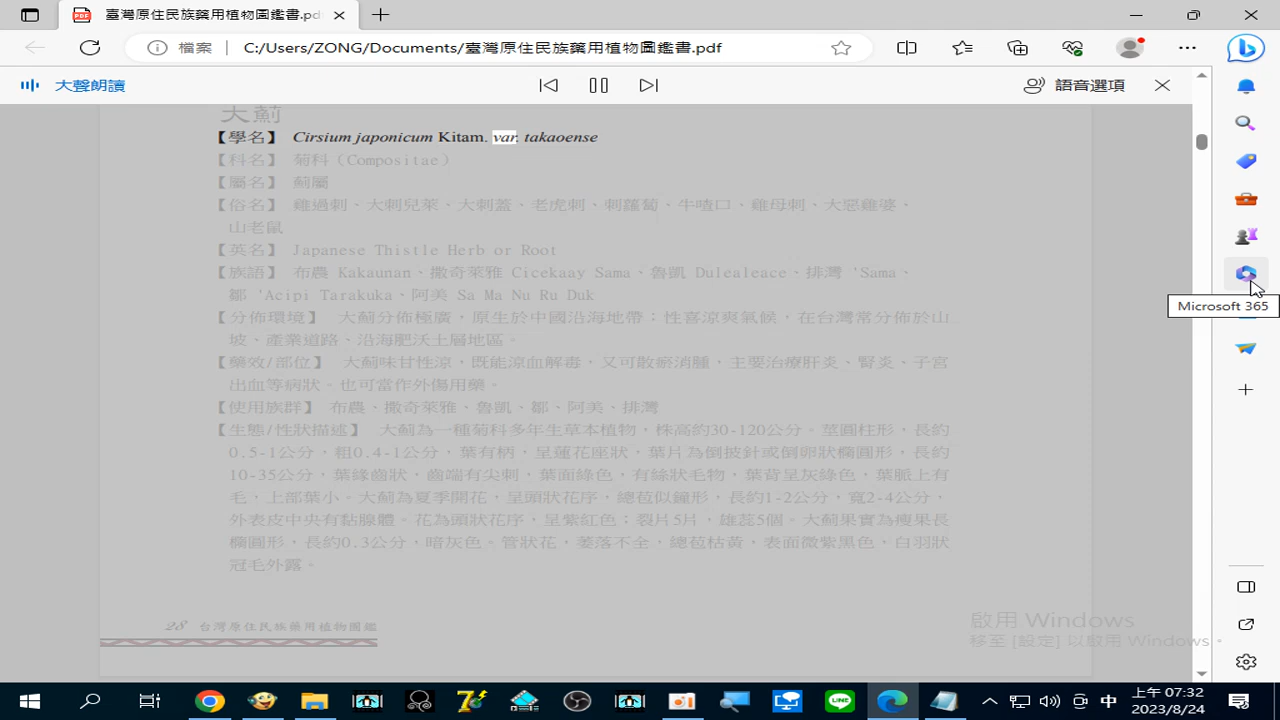 臺灣原住民族藥用植物圖鑑書.pdf
檔案 C:/Users/ZONG/Documents/臺灣原住民族藥用植物圖鑑書.pdf
大聲朗讀 語音選項
大薊
【學名】 Cirsium japonicum Kitam. var. takaoense
【科名】 菊科（Compositae）
【屬名】 薊屬
【俗名】 雞過刺、大刺兒菜、大刺蓋、老虎刺、刺蘿蔔、牛喳口、雞母刺、大惡雞婆、
山老鼠
【英名】 Japanese Thistle Herb or Root
【族語】 布農 Kakaunan、撒奇萊雅 Cicekaay Sama、魯凱 Dulealeace、排灣 'Sama、
鄒 'Acipi Tarakuka、阿美 Sa Ma Nu Ru Duk
【分佈環境】 大薊分佈極廣，原生於中國沿海地帶；性喜涼爽氣候，在台灣常分佈於山
坡、產業道路、沿海肥沃土層地區。
【藥效/部位】 大薊味甘性涼，既能涼血解毒，又可散瘀消腫，主要治療肝炎、腎炎、子宮
出血等病狀。也可當作外傷用藥。
【使用族群】 布農、撒奇萊雅、魯凱、鄒、阿美、排灣
【生態/性狀描述】 大薊為一種菊科多年生草本植物，株高約30-120公分。莖圓柱形，長約
0.5-1公分，粗0.4-1公分，葉有柄，呈蓮花座狀，葉片為倒披針或倒卵狀橢圓形，長約
10-35公分，葉緣齒狀，齒端有尖刺，葉面綠色，有絲狀毛物，葉背呈灰綠色，葉脈上有
毛，上部葉小。大薊為夏季開花，呈頭狀花序，總苞似鐘形，長約1-2公分，寬2-4公分，
外表皮中央有黏腺體。花為頭狀花序，呈紫紅色；裂片5片，雄蕊5個。大薊果實為瘦果長
橢圓形，長約0.3公分，暗灰色。管狀花，萎落不全，總苞枯黃，表面微紫黑色，白羽狀
冠毛外露。
28 台灣原住民族藥用植物圖鑑
Microsoft 365
啟用 Windows
移至 [設定] 以啟用 Windows。
中
上午 07:32
2023/8/24